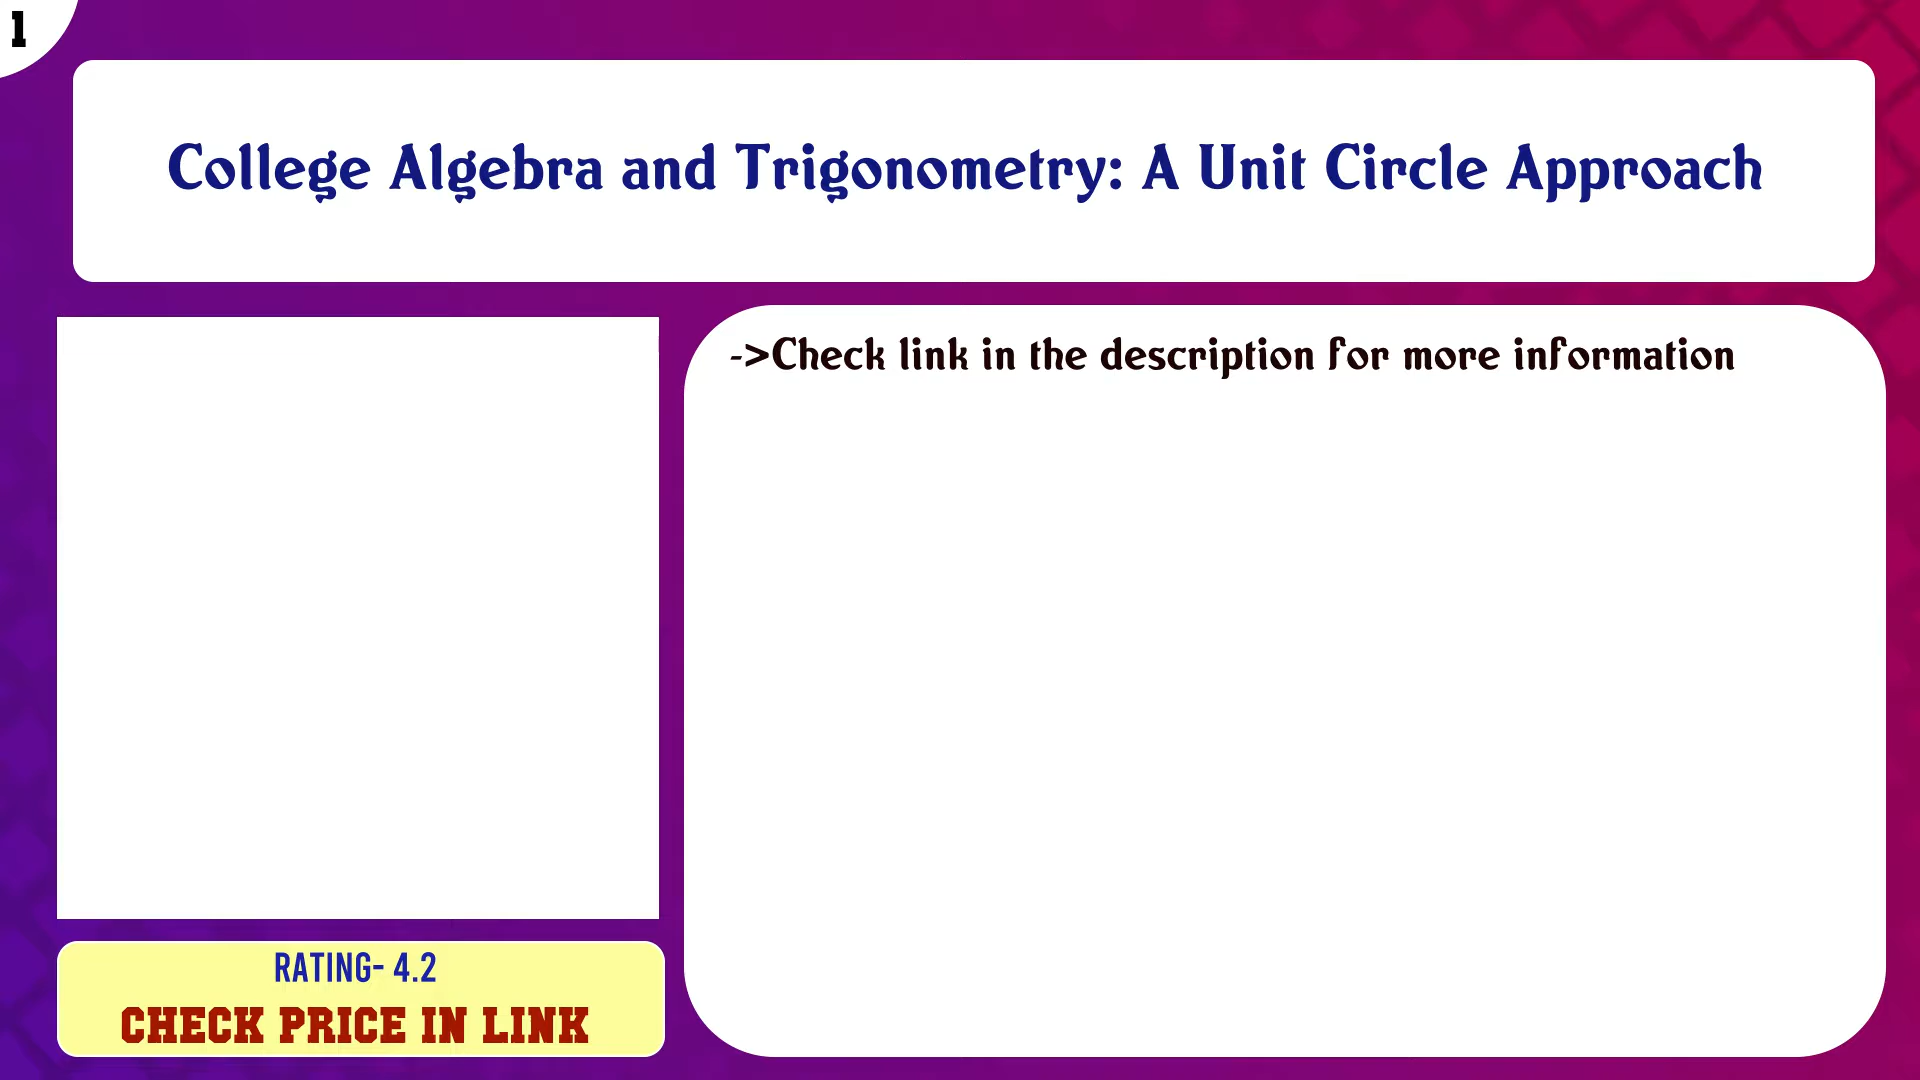 1
College Algebra and Trigonometry: A Unit Circle Approach
->Check link in the description for more information
RATING- 4.2
CHECK PRICE IN LINK